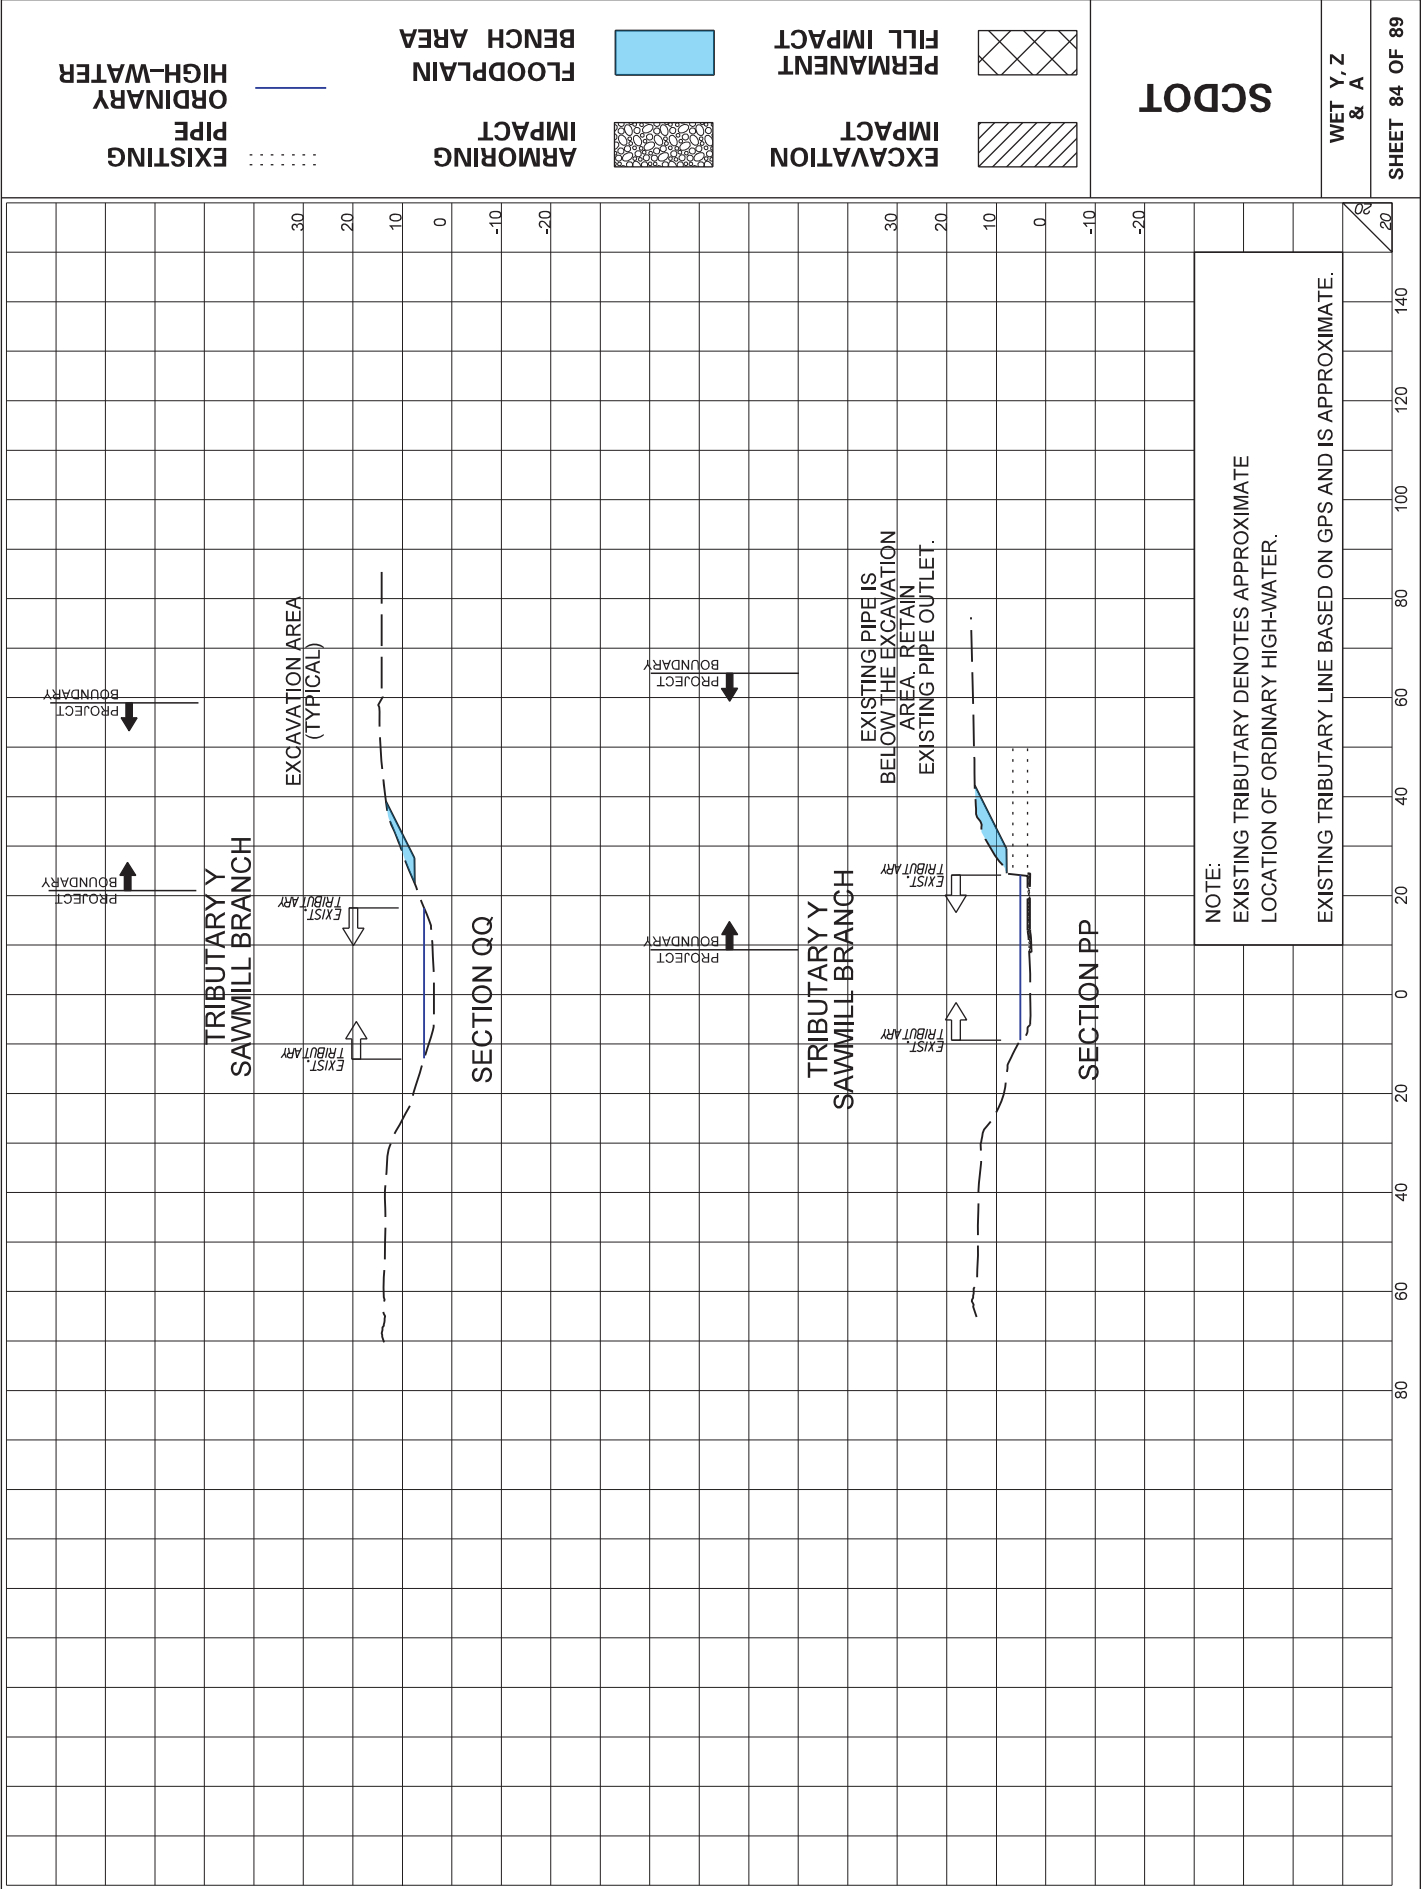 EXISTING
PIPE
ORDINARY
HIGH-WATER
ARMORING
IMPACT
FLOODPLAIN
BENCH AREA
EXCAVATION
IMPACT
PERMANENT
FILL IMPACT
SCDOT
WET Y, Z
& A
SHEET 84 OF 89
PROJECT
BOUNDARY
PROJECT
BOUNDARY
TRIBUTARY Y
SAWMILL BRANCH
EXCAVATION AREA
(TYPICAL)
EXIST.
TRIBUTARY
EXIST.
TRIBUTARY
30
20
10
0
-10
-20
SECTION QQ
PROJECT
BOUNDARY
PROJECT
BOUNDARY
TRIBUTARY Y
SAWMILL BRANCH
EXISTING PIPE IS
BELOW THE EXCAVATION
AREA. RETAIN
EXISTING PIPE OUTLET.
EXIST.
TRIBUTARY
EXIST.
TRIBUTARY
30
20
10
0
-10
-20
SECTION PP
NOTE:
EXISTING TRIBUTARY DENOTES APPROXIMATE
LOCATION OF ORDINARY HIGH-WATER.
EXISTING TRIBUTARY LINE BASED ON GPS AND IS APPROXIMATE.
20
20
80 60 40 20 0 20 40 60 80 100 120 140